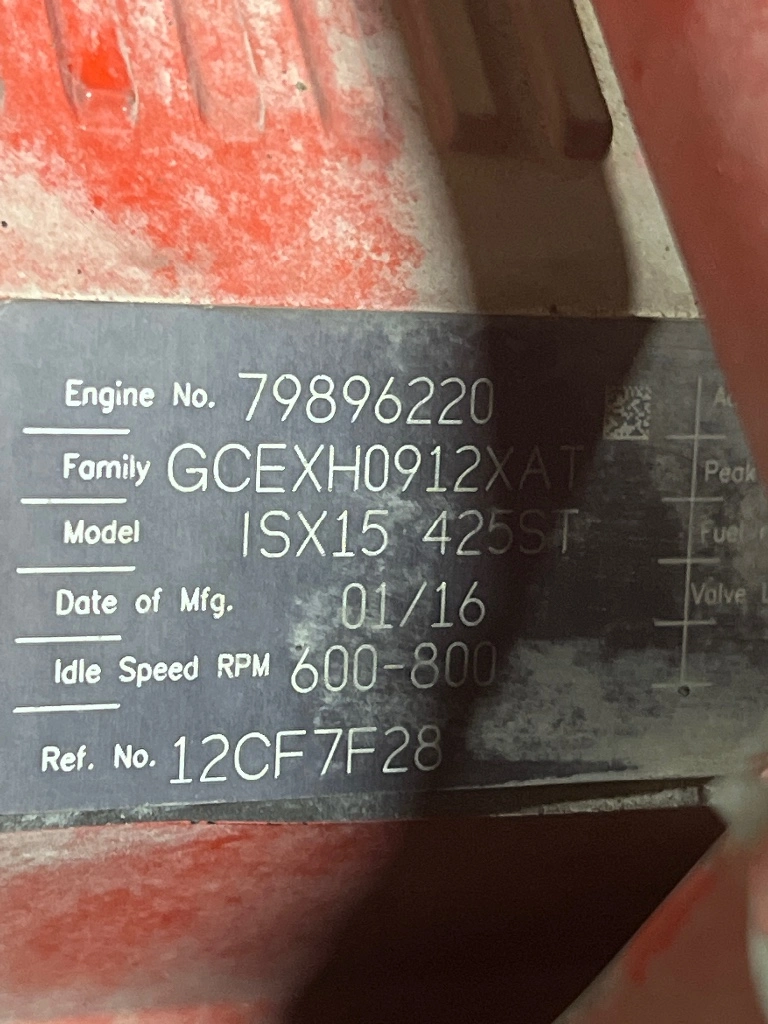 Engine No. 79896220
Family GCEXH0912XAT
Model ISX15 425ST
Date of Mfg. 01/16
Idle Speed RPM 600-800
Ref. No. 12CF7F28
Peak
Fuel
Valve